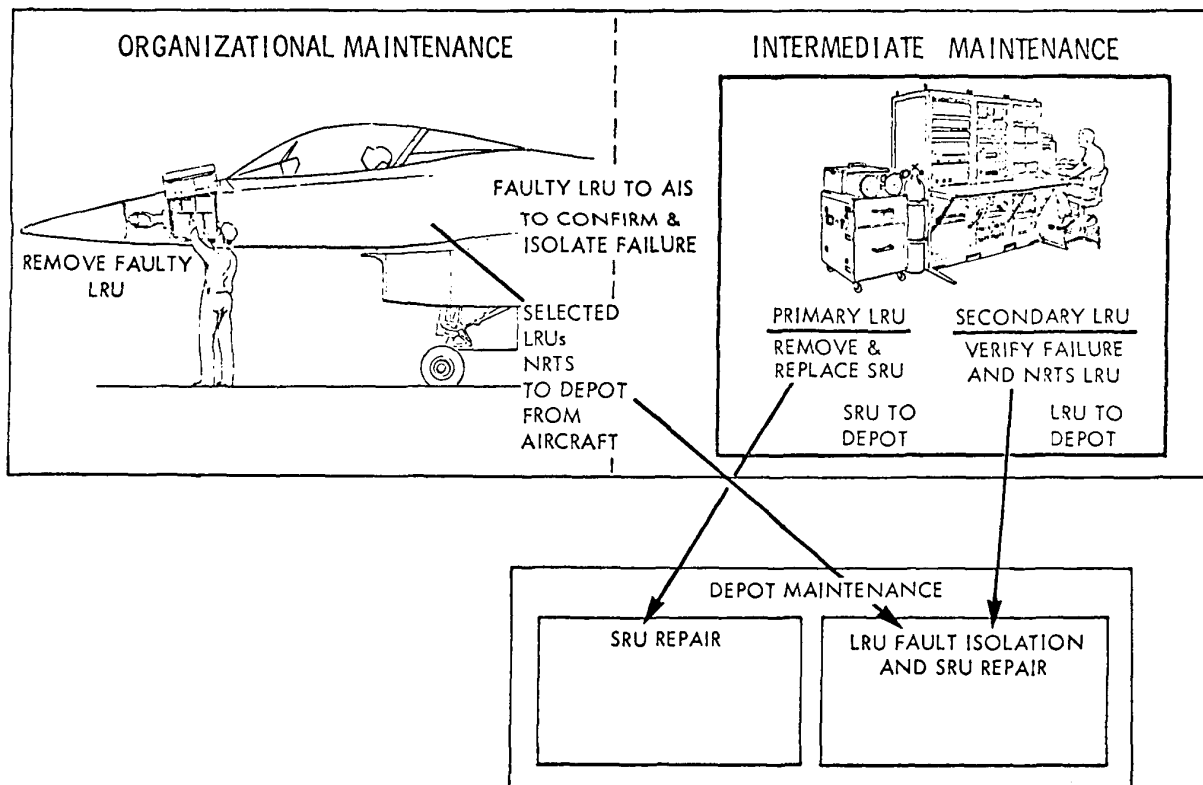 ORGANIZATIONAL MAINTENANCE
REMOVE FAULTY
LRU
FAULTY LRU TO AIS
TO CONFIRM &
ISOLATE FAILURE
SELECTED
LRUs
NRTS
TO DEPOT
FROM
AIRCRAFT
INTERMEDIATE MAINTENANCE
PRIMARY LRU
REMOVE &
REPLACE SRU
SRU TO
DEPOT
SECONDARY LRU
VERIFY FAILURE
AND NRTS LRU
LRU TO
DEPOT
DEPOT MAINTENANCE
SRU REPAIR
LRU FAULT ISOLATION
AND SRU REPAIR